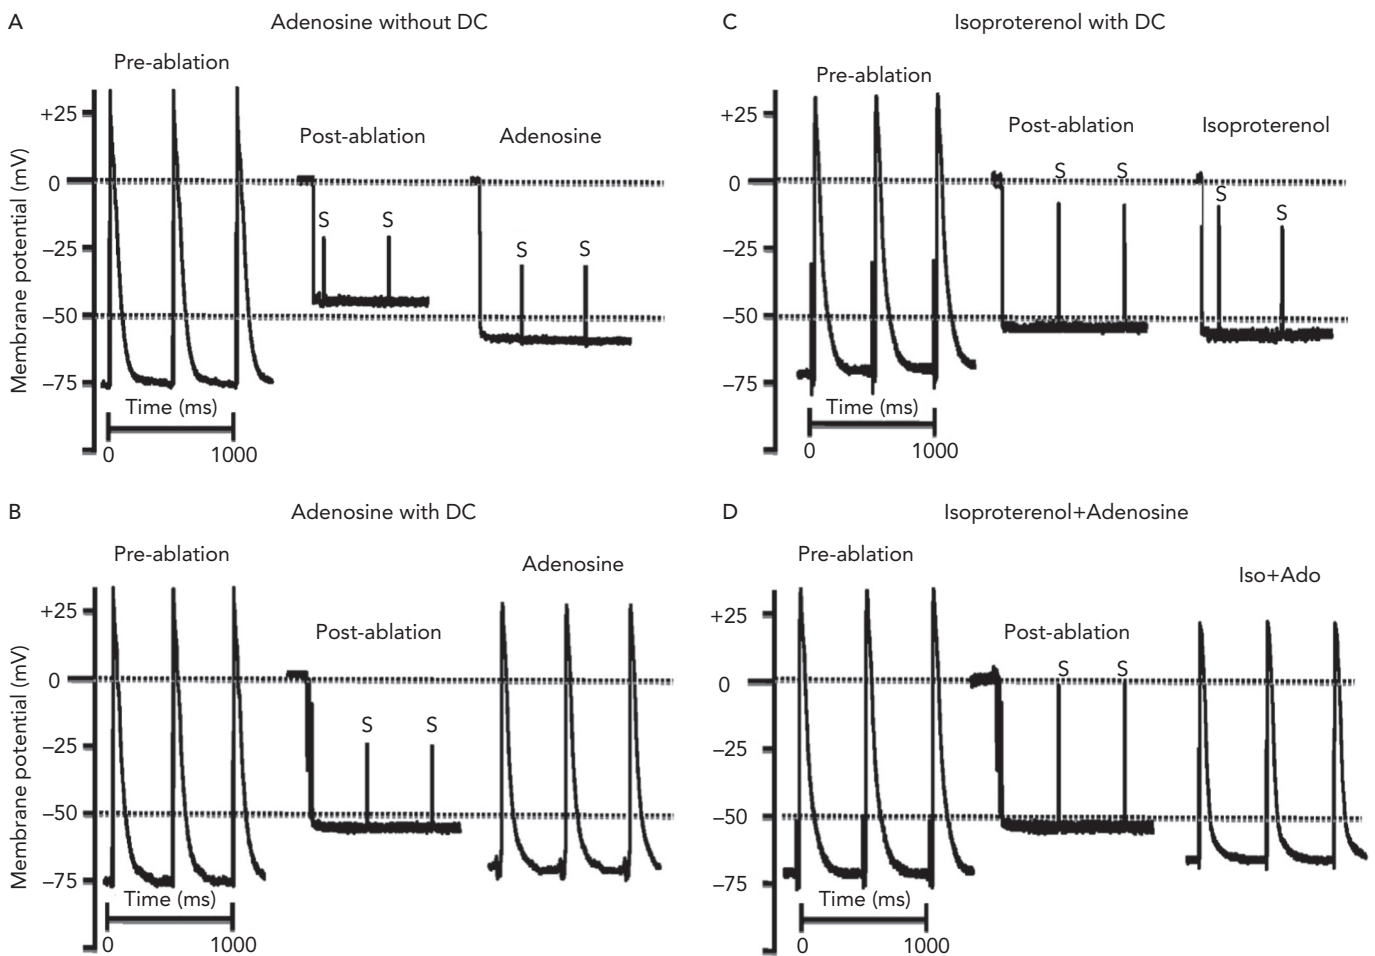 A
Adenosine without DC
Pre-ablation
Post-ablation
Adenosine
Membrane potential (mV)
+25
0
−25
−50
−75
S
S
S
S
Time (ms)
0
1000
C
Isoproterenol with DC
Pre-ablation
Post-ablation
Isoproterenol
+25
0
−25
−50
−75
S
S
S
S
Time (ms)
0
1000
B
Adenosine with DC
Pre-ablation
Post-ablation
Adenosine
Membrane potential (mV)
+25
0
−25
−50
−75
S
S
Time (ms)
0
1000
D
Isoproterenol+Adenosine
Pre-ablation
Post-ablation
Iso+Ado
+25
0
−25
−50
−75
S
S
Time (ms)
0
1000